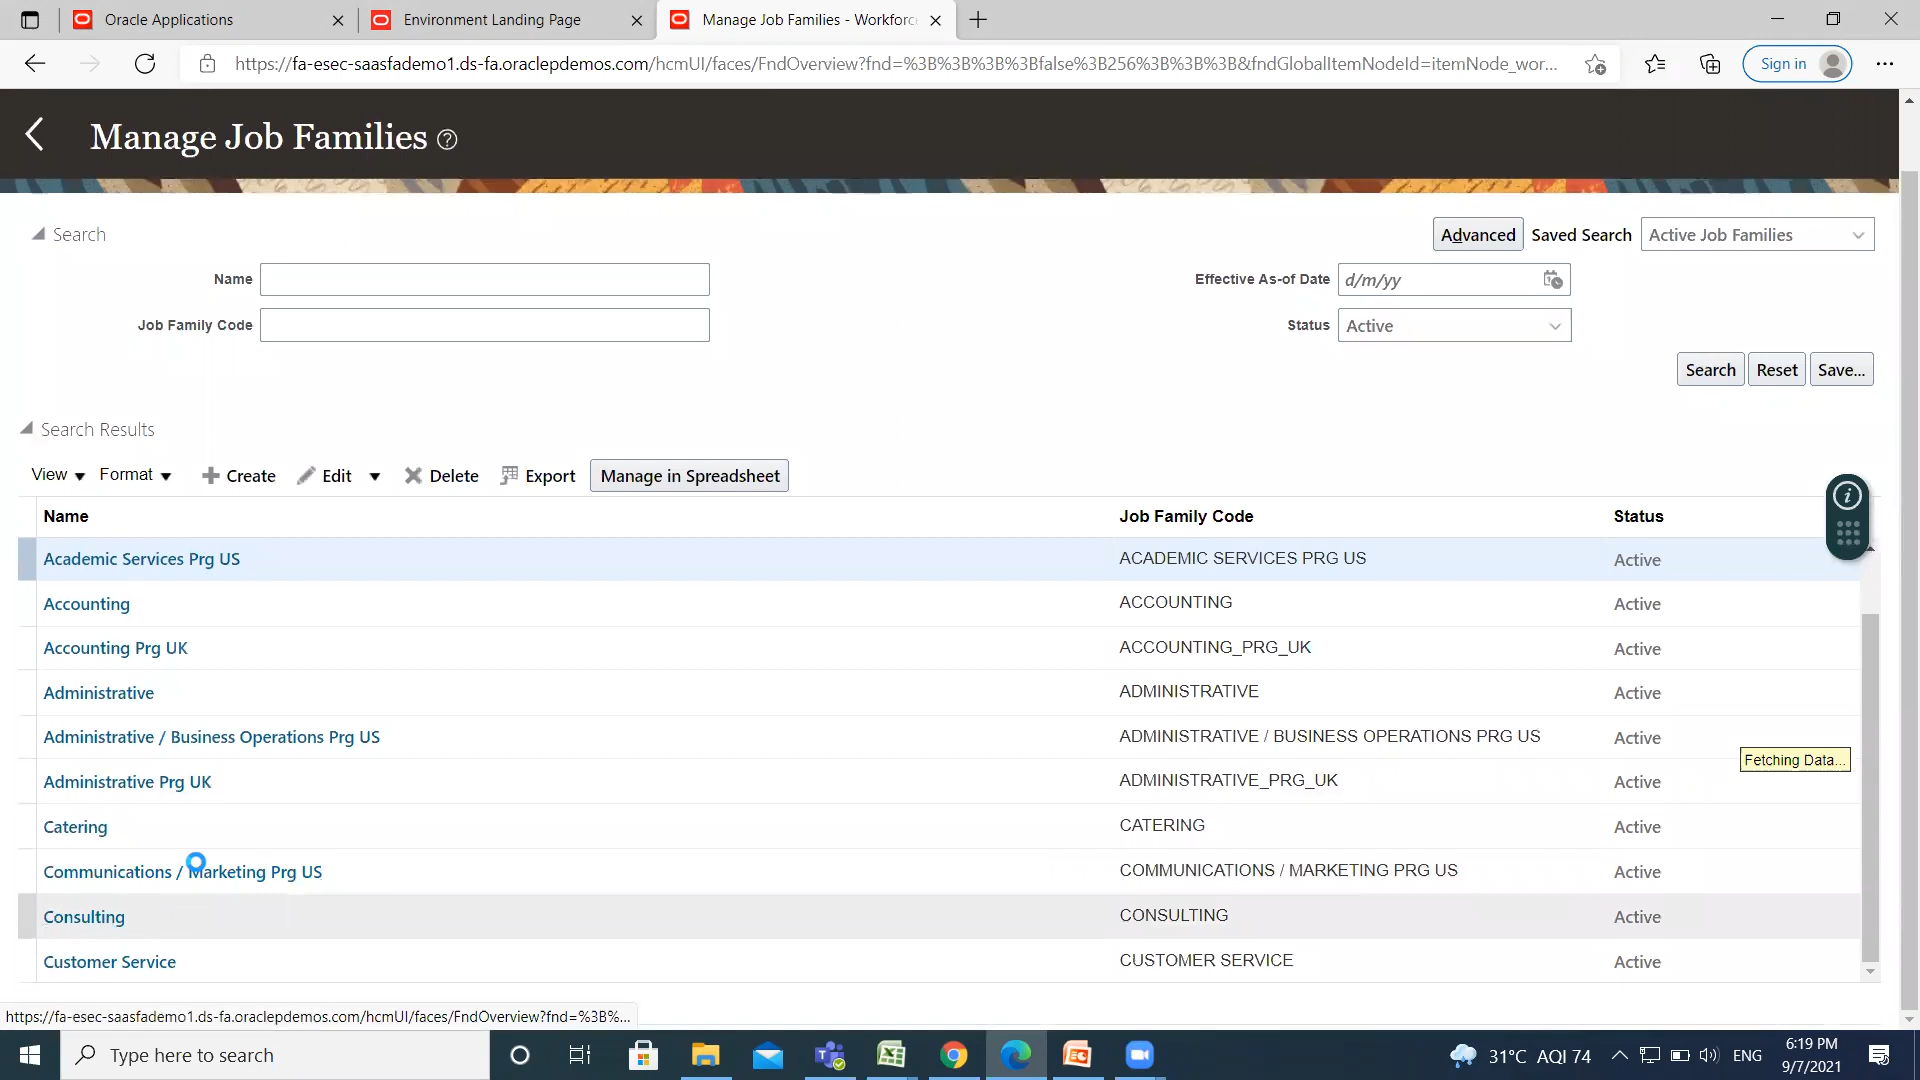 Oracle Applications
Environment Landing Page
Manage Job Families - Workforc
https://fa-esec-saasfademo1.ds-fa.oraclepdemos.com/hcmUI/faces/FndOverview?fnd=%3B%3B%3B%3Bfalse%3B256%3B%3B%3B&fndGlobalItemNodeId=itemNode_wor...
Sign in
Manage Job Families
Search
Advanced Saved Search Active Job Families
Name
Effective As-of Date d/m/yy
Job Family Code
Status Active
Search Reset Save...
Search Results
View Format Create Edit Delete Export Manage in Spreadsheet
Name Job Family Code Status
Academic Services Prg US ACADEMIC SERVICES PRG US Active
Accounting ACCOUNTING Active
Accounting Prg UK ACCOUNTING_PRG_UK Active
Administrative ADMINISTRATIVE Active
Administrative / Business Operations Prg US ADMINISTRATIVE / BUSINESS OPERATIONS PRG US Active
Fetching Data...
Administrative Prg UK ADMINISTRATIVE_PRG_UK Active
Catering CATERING Active
Communications / Marketing Prg US COMMUNICATIONS / MARKETING PRG US Active
Consulting CONSULTING Active
Customer Service CUSTOMER SERVICE Active
https://fa-esec-saasfademo1.ds-fa.oraclepdemos.com/hcmUI/faces/FndOverview?fnd=%3B%...
Type here to search
31°C AQI 74
ENG
6:19 PM
9/7/2021